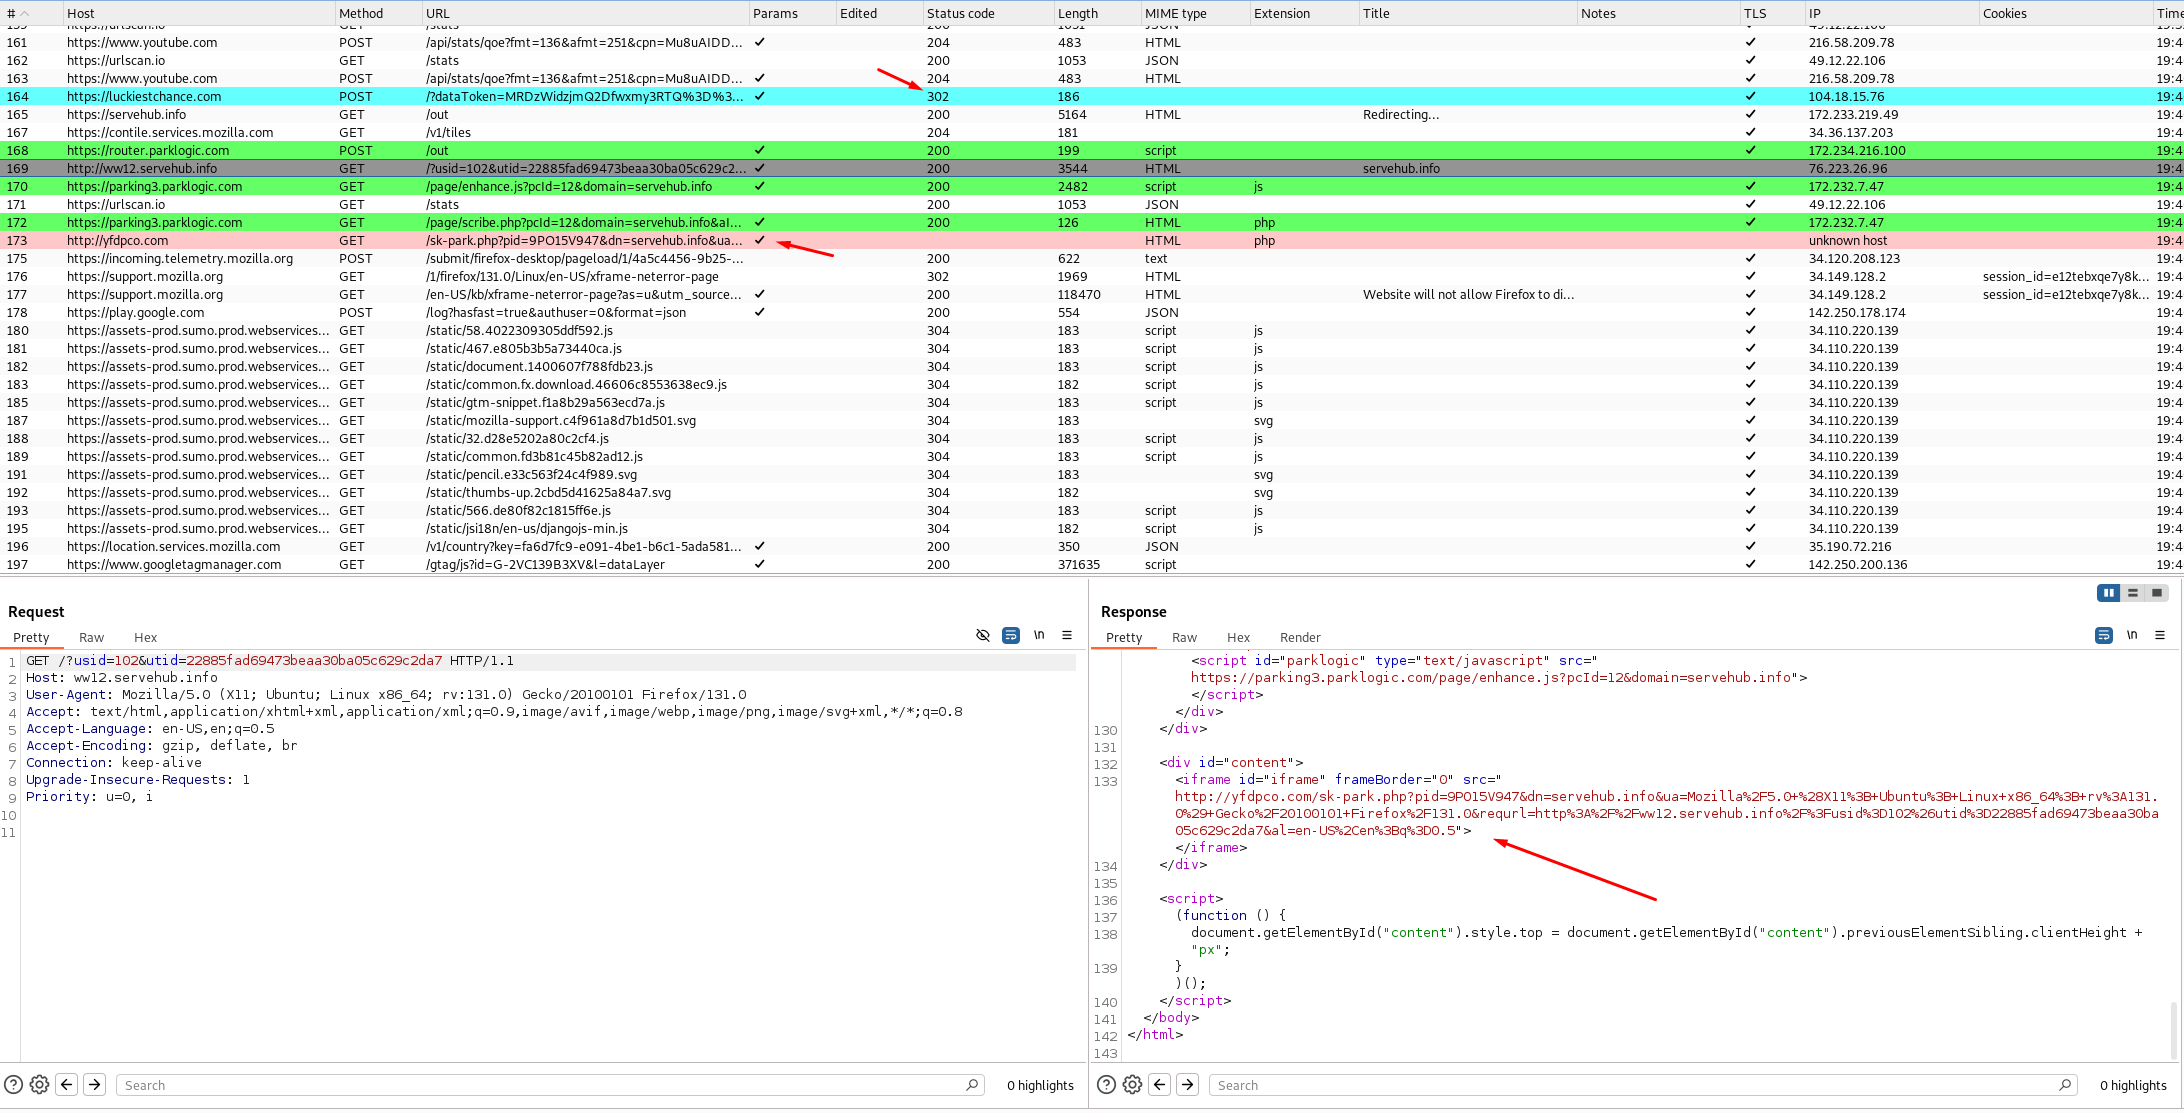 # Host Method URL Params Edited Status code Length MIME type Extension Title Notes TLS IP Cookies Time
161 https://www.youtube.com POST /api/stats/qoe?fmt=136&afmt=251&cpn=Mu8uAIDD... ✓ 204 483 HTML ✓ 216.58.209.78 19:4
162 https://urlscan.io GET /stats 200 1053 JSON ✓ 49.12.22.106 19:4
163 https://www.youtube.com POST /api/stats/qoe?fmt=136&afmt=251&cpn=Mu8uAIDD... ✓ 204 483 HTML ✓ 216.58.209.78 19:4
164 https://luckiestchance.com POST /?dataToken=MRDzWidzjmQ2Dfwxmy3RTQ%3D%3... ✓ 302 186 ✓ 104.18.15.76 19:4
165 https://servehub.info GET /out 200 5164 HTML Redirecting... ✓ 172.233.219.49 19:4
167 https://contile.services.mozilla.com GET /v1/tiles 204 181 ✓ 34.36.137.203 19:4
168 https://router.parklogic.com POST /out ✓ 200 199 script ✓ 172.234.216.100 19:4
169 http://ww12.servehub.info GET /?usid=102&utid=22885fad69473beaa30ba05c629c2... ✓ 200 3544 HTML servehub.info 76.223.26.96 19:4
170 https://parking3.parklogic.com GET /page/enhance.js?pcId=12&domain=servehub.info ✓ 200 2482 script js ✓ 172.232.7.47 19:4
171 https://urlscan.io GET /stats 200 1053 JSON ✓ 49.12.22.106 19:4
172 https://parking3.parklogic.com GET /page/scribe.php?pcId=12&domain=servehub.info&aI... ✓ 200 126 HTML php ✓ 172.232.7.47 19:4
173 http://yfdpco.com GET /sk-park.php?pid=9PO15V947&dn=servehub.info&ua... ✓ HTML php unknown host 19:4
175 https://incoming.telemetry.mozilla.org POST /submit/firefox-desktop/pageload/1/4a5c4456-9b25-... 200 622 text ✓ 34.120.208.123 19:4
176 https://support.mozilla.org GET /1/firefox/131.0/Linux/en-US/xframe-neterror-page 302 1969 HTML ✓ 34.149.128.2 session_id=e12tebxqe7y8k... 19:4
177 https://support.mozilla.org GET /en-US/kb/xframe-neterror-page?as=u&utm_source... ✓ 200 118470 HTML Website will not allow Firefox to di... ✓ 34.149.128.2 session_id=e12tebxqe7y8k... 19:4
178 https://play.google.com POST /log?hasfast=true&authuser=0&format=json ✓ 200 554 JSON ✓ 142.250.178.174 19:4
180 https://assets-prod.sumo.prod.webservices... GET /static/58.4022309305ddf592.js 304 183 script js ✓ 34.110.220.139 19:4
181 https://assets-prod.sumo.prod.webservices... GET /static/467.e805b3b5a73440ca.js 304 183 script js ✓ 34.110.220.139 19:4
182 https://assets-prod.sumo.prod.webservices... GET /static/document.1400607f788fdb23.js 304 183 script js ✓ 34.110.220.139 19:4
183 https://assets-prod.sumo.prod.webservices... GET /static/common.fx.download.46606c8553638ec9.js 304 182 script js ✓ 34.110.220.139 19:4
185 https://assets-prod.sumo.prod.webservices... GET /static/gtm-snippet.f1a8b29a563ecd7a.js 304 183 script js ✓ 34.110.220.139 19:4
187 https://assets-prod.sumo.prod.webservices... GET /static/mozilla-support.c4f961a8d7b1d501.svg 304 183 svg ✓ 34.110.220.139 19:4
188 https://assets-prod.sumo.prod.webservices... GET /static/32.d28e5202a80c2cf4.js 304 183 script js ✓ 34.110.220.139 19:4
189 https://assets-prod.sumo.prod.webservices... GET /static/common.fd3b81c45b82ad12.js 304 183 script js ✓ 34.110.220.139 19:4
191 https://assets-prod.sumo.prod.webservices... GET /static/pencil.e33c563f24c4f989.svg 304 183 svg ✓ 34.110.220.139 19:4
192 https://assets-prod.sumo.prod.webservices... GET /static/thumbs-up.2cbd5d41625a84a7.svg 304 182 svg ✓ 34.110.220.139 19:4
193 https://assets-prod.sumo.prod.webservices... GET /static/566.de80f82c1815ff6e.js 304 183 script js ✓ 34.110.220.139 19:4
195 https://assets-prod.sumo.prod.webservices... GET /static/jsi18n/en-us/djangojs-min.js 304 182 script js ✓ 34.110.220.139 19:4
196 https://location.services.mozilla.com GET /v1/country?key=fa6d7fc9-e091-4be1-b6c1-5ada581... ✓ 200 350 JSON ✓ 35.190.72.216 19:4
197 https://www.googletagmanager.com GET /gtag/js?id=G-2VC139B3XV&l=dataLayer ✓ 200 371635 script ✓ 142.250.200.136 19:4
Request
Pretty Raw Hex \n
1 GET /?usid=102&utid=22885fad69473beaa30ba05c629c2da7 HTTP/1.1
2 Host: ww12.servehub.info
3 User-Agent: Mozilla/5.0 (X11; Ubuntu; Linux x86_64; rv:131.0) Gecko/20100101 Firefox/131.0
4 Accept: text/html,application/xhtml+xml,application/xml;q=0.9,image/avif,image/webp,image/png,image/svg+xml,*/*;q=0.8
5 Accept-Language: en-US,en;q=0.5
6 Accept-Encoding: gzip, deflate, br
7 Connection: keep-alive
8 Upgrade-Insecure-Requests: 1
9 Priority: u=0, i
10
11
Search 0 highlights
Response
Pretty Raw Hex Render \n
<script id="parklogic" type="text/javascript" src="
https://parking3.parklogic.com/page/enhance.js?pcId=12&domain=servehub.info">
</script>
</div>
130 </div>
131
132 <div id="content">
133 <iframe id="iframe" frameBorder="0" src="
http://yfdpco.com/sk-park.php?pid=9PO15V947&dn=servehub.info&ua=Mozilla%2F5.0+%28X11%3B+Ubuntu%3B+Linux+x86_64%3B+rv%3A131.
0%29+Gecko%2F20100101+Firefox%2F131.0&requrl=http%3A%2F%2Fww12.servehub.info%2F%3Fusid%3D102%26utid%3D22885fad69473beaa30ba
05c629c2da7&al=en-US%2Cen%3Bq%3D0.5">
</iframe>
134 </div>
135
136 <script>
137 (function () {
138 document.getElementById("content").style.top = document.getElementById("content").previousElementSibling.clientHeight +
"px";
139 }
)();
140 </script>
141 </body>
142 </html>
143
Search 0 highlights